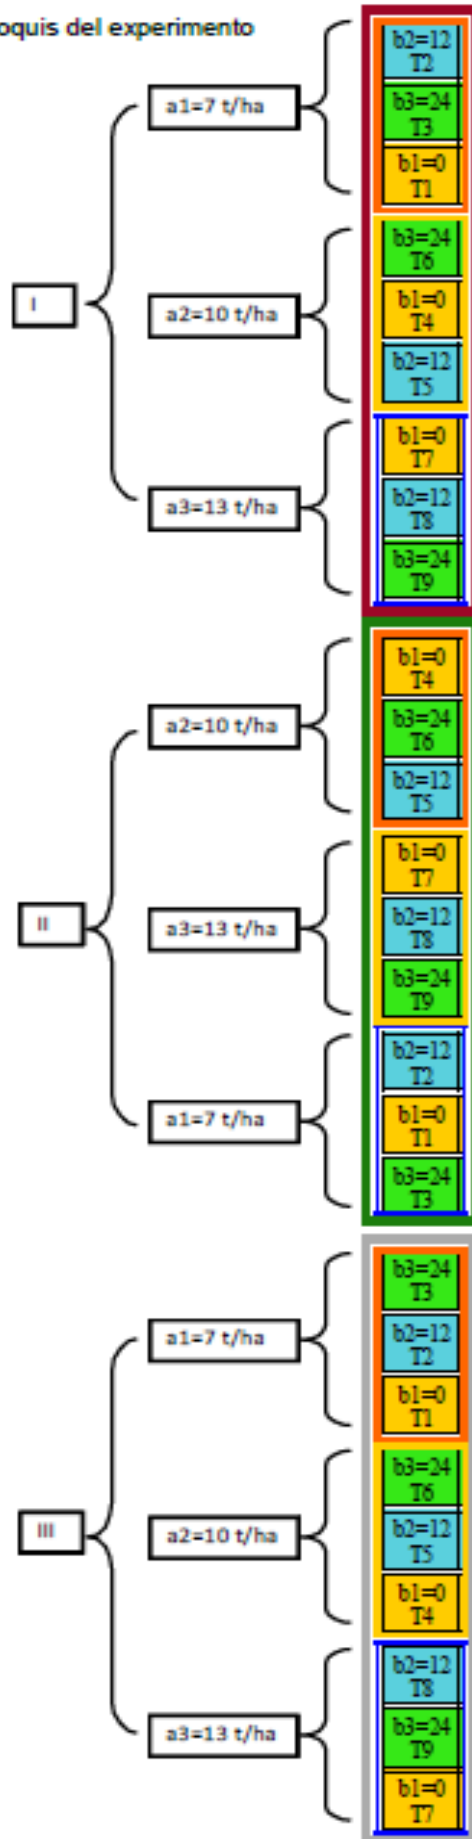 oquis del experimento
I
a1=7 t/ha
b2=12
T2
b3=24
T3
b1=0
T1
a2=10 t/ha
b3=24
T6
b1=0
T4
b2=12
T5
a3=13 t/ha
b1=0
T7
b2=12
T8
b3=24
T9
II
a2=10 t/ha
b1=0
T4
b3=24
T6
b2=12
T5
a3=13 t/ha
b1=0
T7
b2=12
T8
b3=24
T9
a1=7 t/ha
b2=12
T2
b1=0
T1
b3=24
T3
III
a1=7 t/ha
b3=24
T3
b2=12
T2
b1=0
T1
a2=10 t/ha
b3=24
T6
b2=12
T5
b1=0
T4
a3=13 t/ha
b2=12
T8
b3=24
T9
b1=0
T7